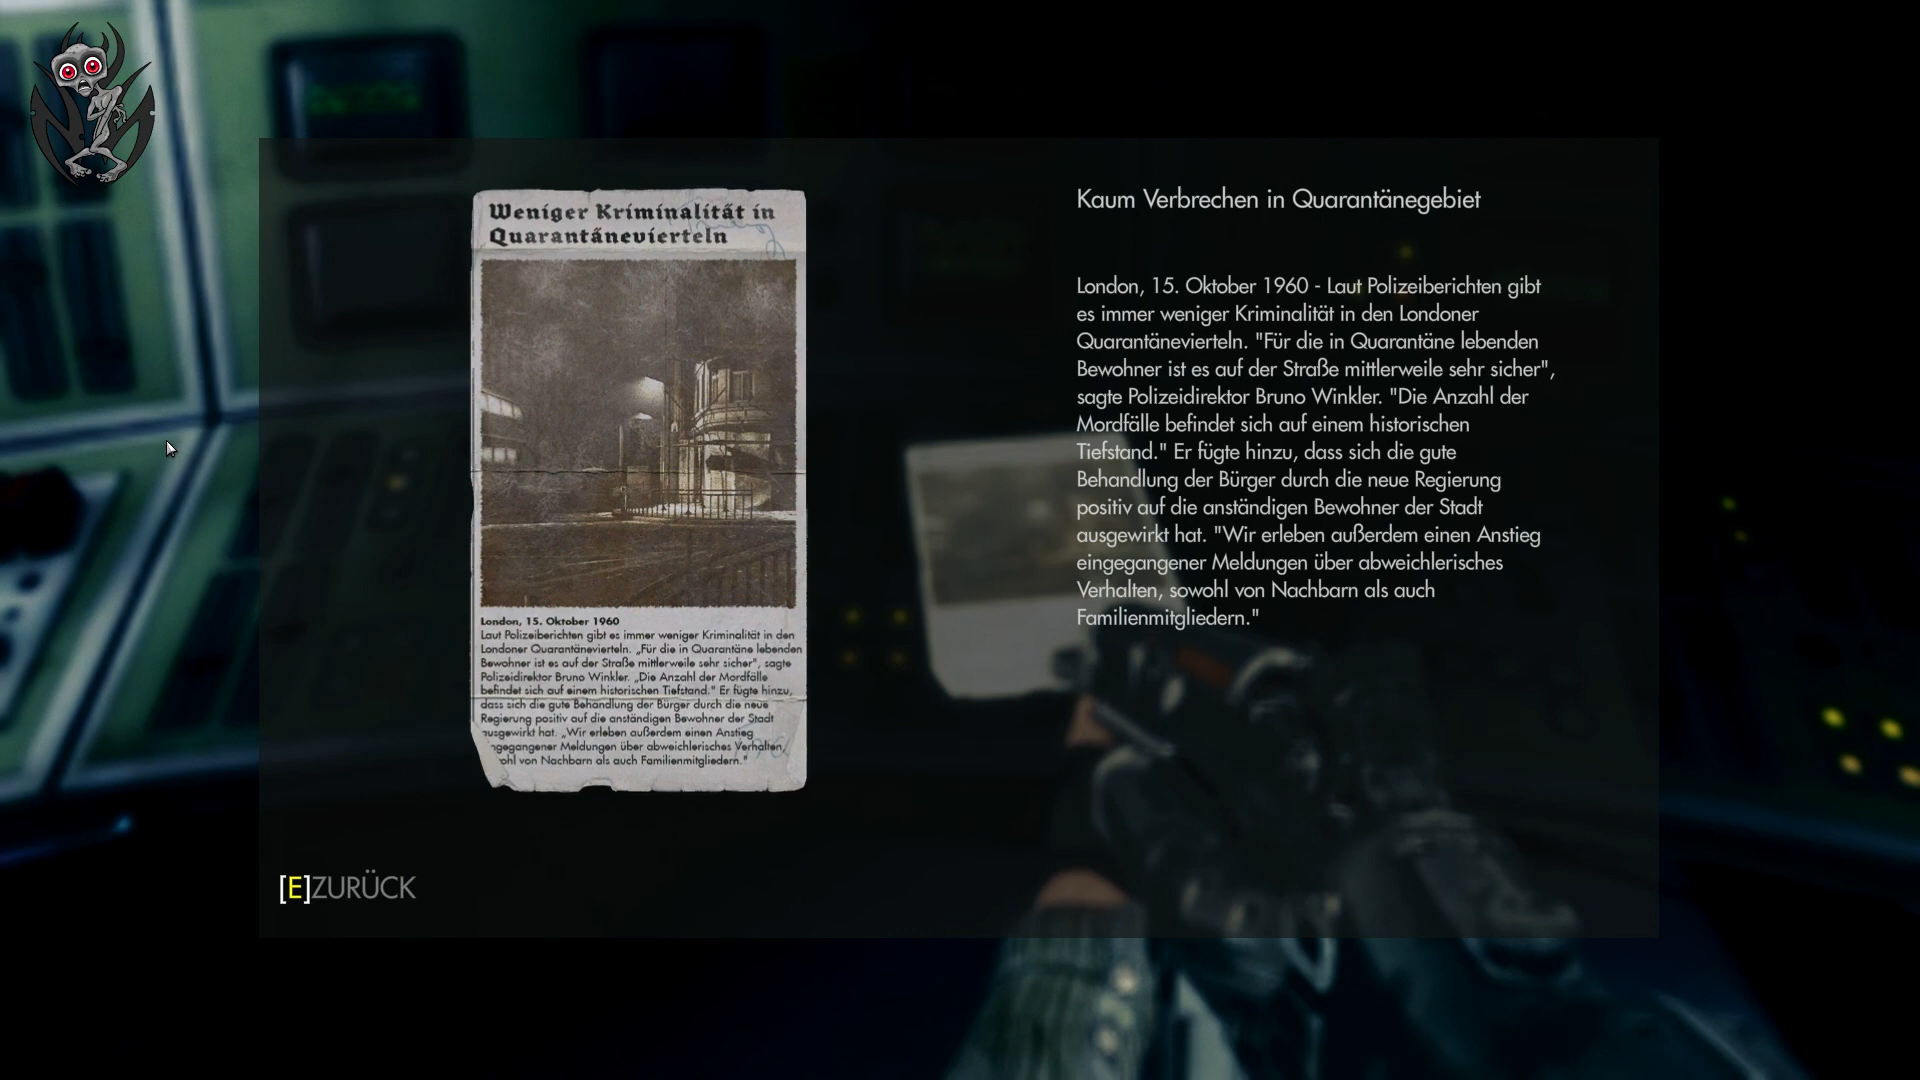 Weniger Kriminalität in
Quarantänevierteln
London, 15. Oktober 1960
Laut Polizeiberichten gibt es immer weniger Kriminalität in den
Londoner Quarantänevierteln. „Für die in Quarantäne lebenden
Bewohner ist es auf der Straße mittlerweile sehr sicher", sagte
Polizeidirektor Bruno Winkler. „Die Anzahl der Mordfälle
befindet sich auf einem historischen Tiefstand." Er fügte hinzu,
dass sich die gute Behandlung der Bürger durch die neue
Regierung positiv auf die anständigen Bewohner der Stadt
ausgewirkt hat. „Wir erleben außerdem einen Anstieg
ngegangener Meldungen über abweichlerisches Verhalten,
ohl von Nachbarn als auch Familienmitgliedern."
Kaum Verbrechen in Quarantänegebiet
London, 15. Oktober 1960 - Laut Polizeiberichten gibt
es immer weniger Kriminalität in den Londoner
Quarantänevierteln. "Für die in Quarantäne lebenden
Bewohner ist es auf der Straße mittlerweile sehr sicher",
sagte Polizeidirektor Bruno Winkler. "Die Anzahl der
Mordfälle befindet sich auf einem historischen
Tiefstand." Er fügte hinzu, dass sich die gute
Behandlung der Bürger durch die neue Regierung
positiv auf die anständigen Bewohner der Stadt
ausgewirkt hat. "Wir erleben außerdem einen Anstieg
eingegangener Meldungen über abweichlerisches
Verhalten, sowohl von Nachbarn als auch
Familienmitgliedern."
[E]ZURÜCK